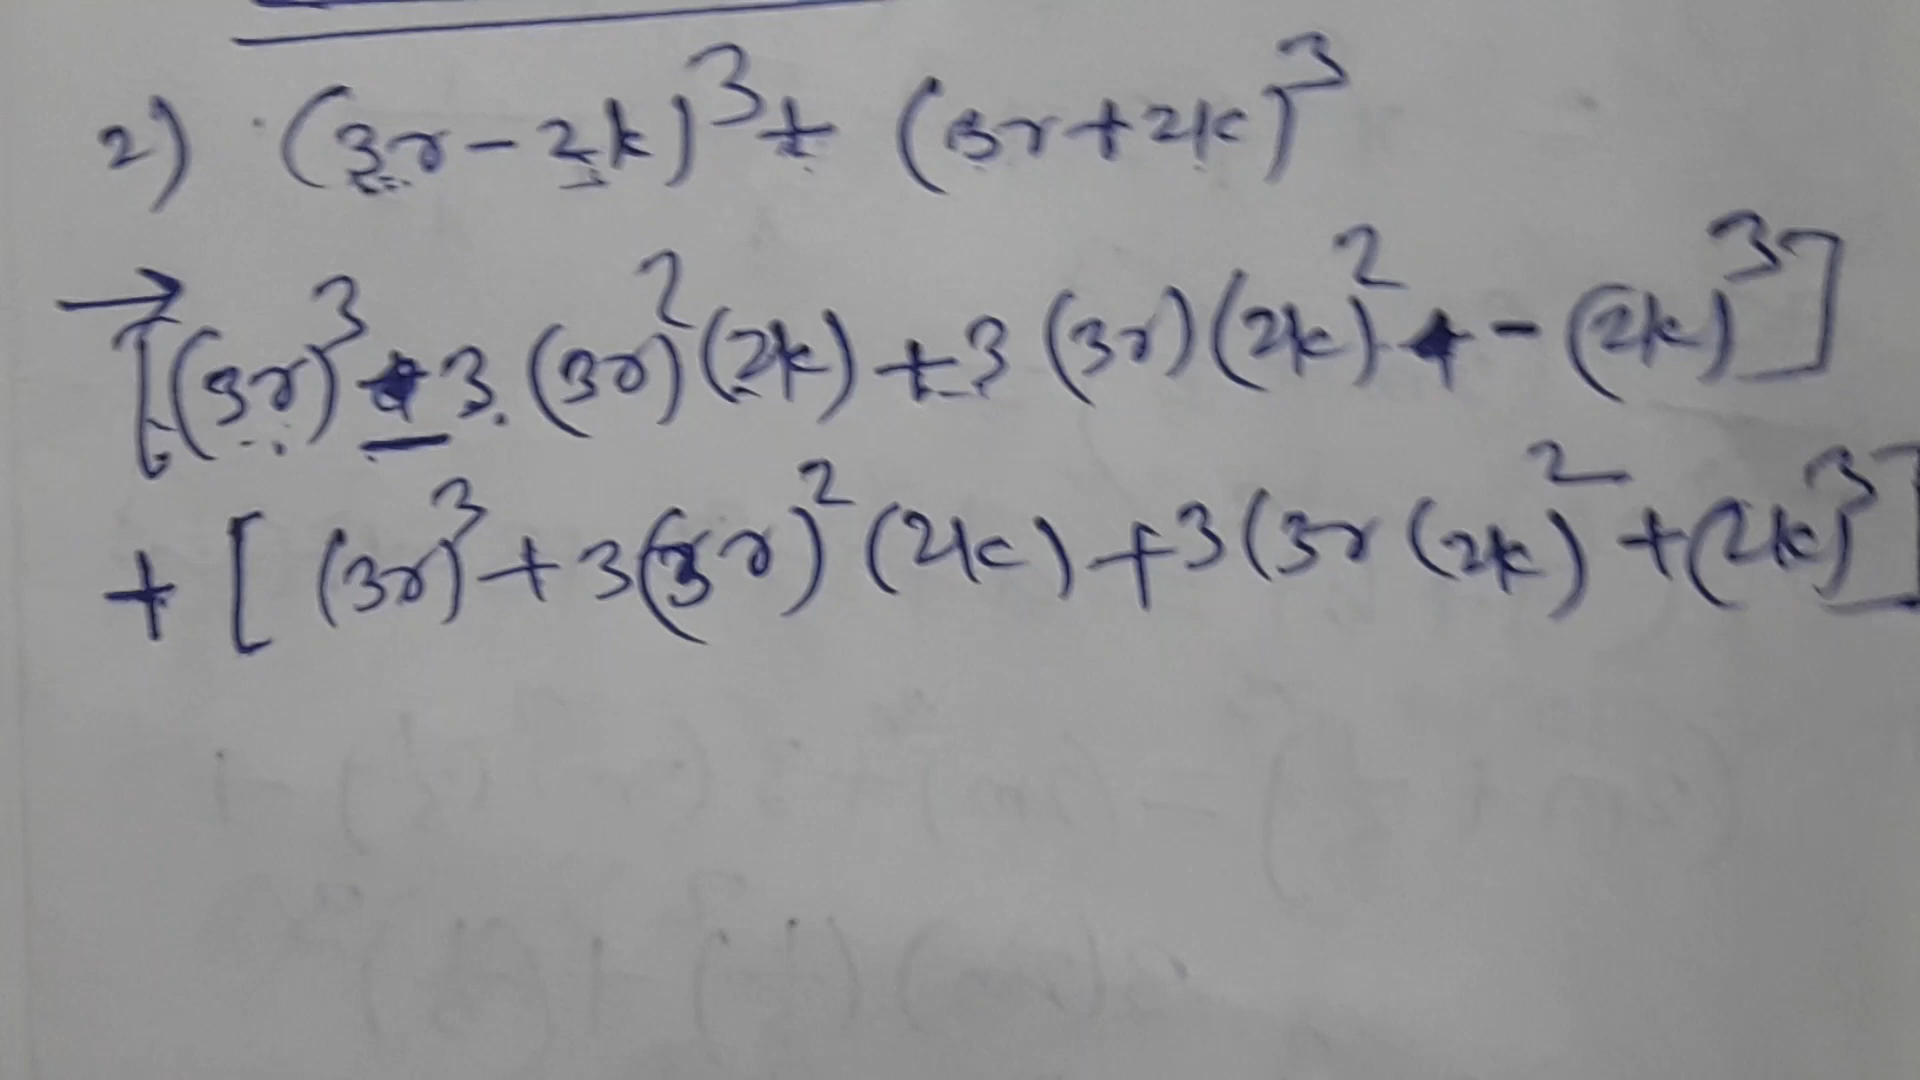 2) (3r-2k)³+ (3r+2k)³
→ [(3r)³ - 3.(3r)²(2k) +3 (3r)(2k)² - (2k)³]
+ [ (3r)³+3(3r)²(2k)+3(3r(2k)²+(2k)³]